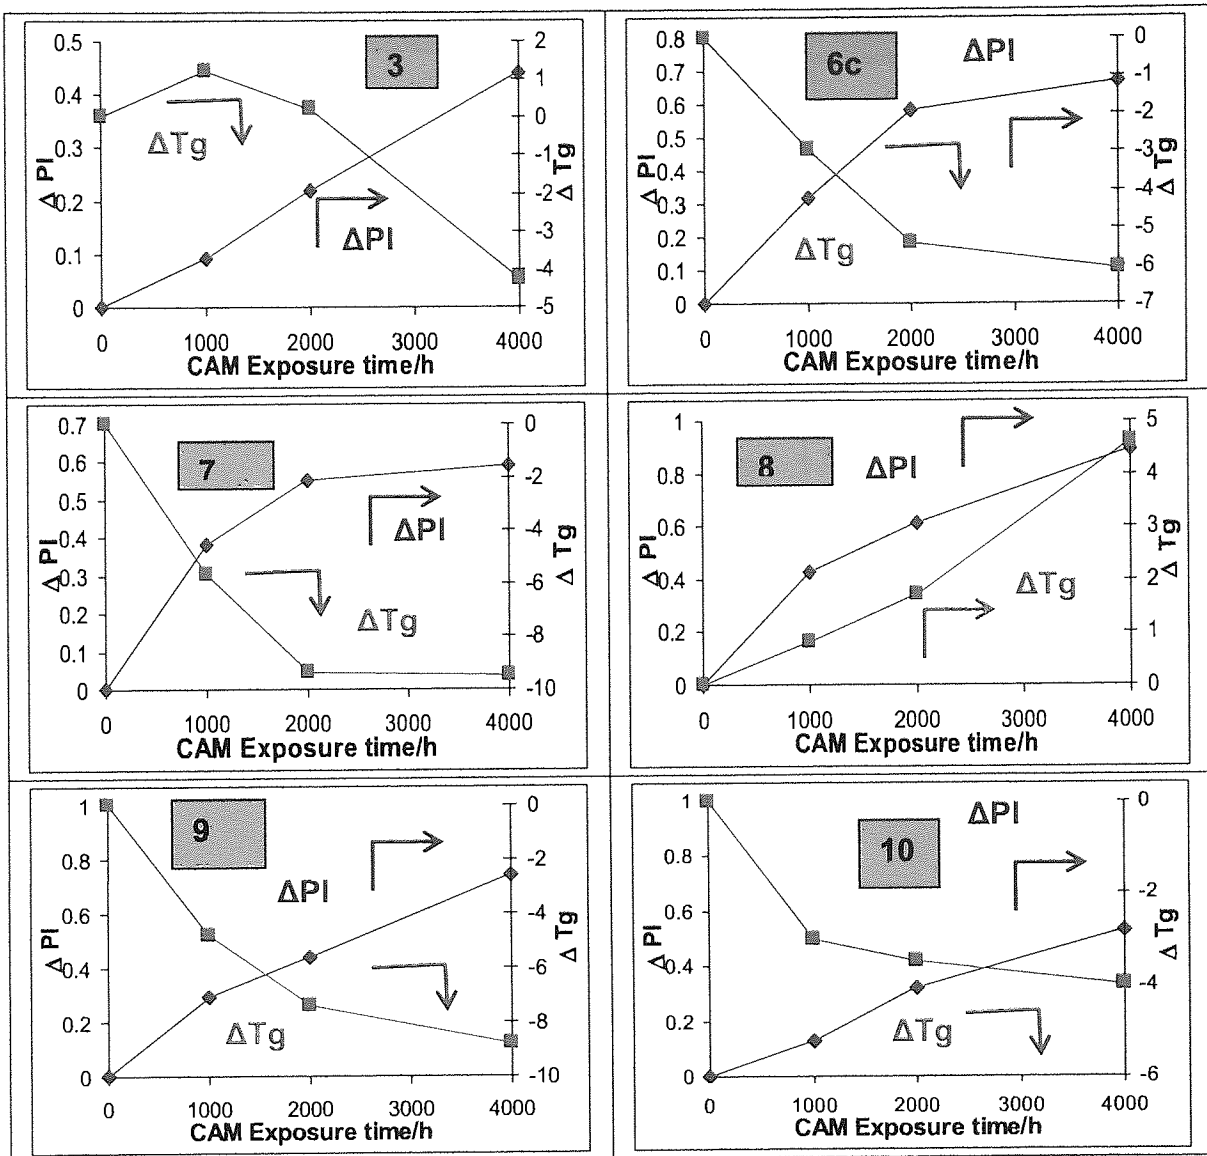 3
ΔTg
ΔPI
Δ PI
Δ Tg
0.5
0.4
0.3
0.2
0.1
0
2
1
0
-1
-2
-3
-4
-5
0 1000 2000 3000 4000
CAM Exposure time/h
6c
ΔPI
ΔTg
Δ PI
Δ Tg
0.8
0.7
0.6
0.5
0.4
0.3
0.2
0.1
0
0
-1
-2
-3
-4
-5
-6
-7
0 1000 2000 3000 4000
CAM Exposure time/h
7
ΔPI
ΔTg
Δ PI
Δ Tg
0.7
0.6
0.5
0.4
0.3
0.2
0.1
0
0
-2
-4
-6
-8
-10
0 1000 2000 3000 4000
CAM Exposure time/h
8
ΔPI
ΔTg
Δ PI
Δ Tg
1
0.8
0.6
0.4
0.2
0
5
4
3
2
1
0
0 1000 2000 3000 4000
CAM Exposure time/h
9
ΔPI
ΔTg
Δ PI
Δ Tg
1
0.8
0.6
0.4
0.2
0
0
-2
-4
-6
-8
-10
0 1000 2000 3000 4000
CAM Exposure time/h
10
ΔPI
ΔTg
Δ PI
Δ Tg
1
0.8
0.6
0.4
0.2
0
0
-2
-4
-6
0 1000 2000 3000 4000
CAM Exposure time/h